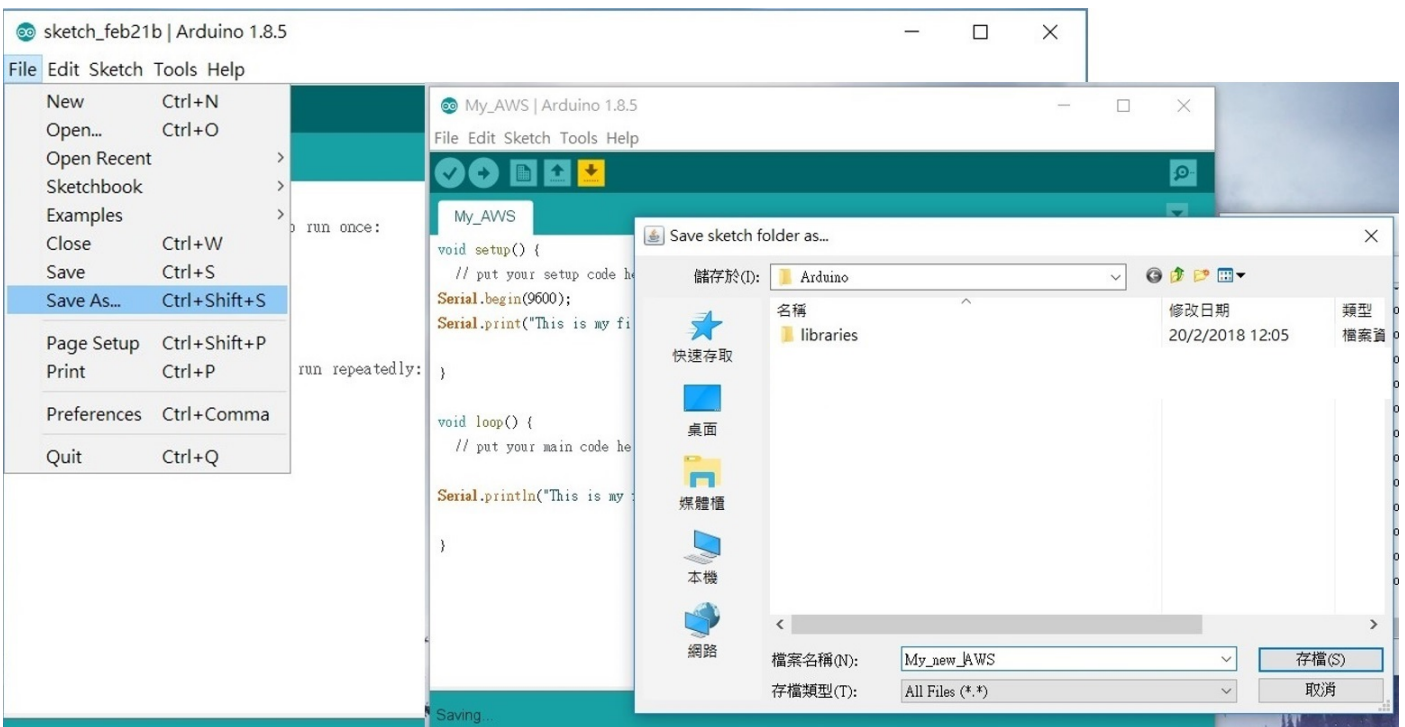 sketch_feb21b | Arduino 1.8.5
File Edit Sketch Tools Help
New Ctrl+N
Open... Ctrl+O
Open Recent
Sketchbook
Examples
Close Ctrl+W
Save Ctrl+S
Save As... Ctrl+Shift+S
Page Setup Ctrl+Shift+P
Print Ctrl+P
Preferences Ctrl+Comma
Quit Ctrl+Q
run once:
run repeatedly:
My_AWS | Arduino 1.8.5
File Edit Sketch Tools Help
My_AWS
void setup() {
// put your setup code he
Serial.begin(9600);
Serial.print("This is my fi
}
void loop() {
// put your main code he
Serial.println("This is my
}
Saving...
Save sketch folder as...
儲存於(I): Arduino
名稱 修改日期 類型
libraries 20/2/2018 12:05 檔案資
快速存取
桌面
媒體櫃
本機
網路
檔案名稱(N): My_new_AWS 存檔(S)
存檔類型(T): All Files (*.*) 取消